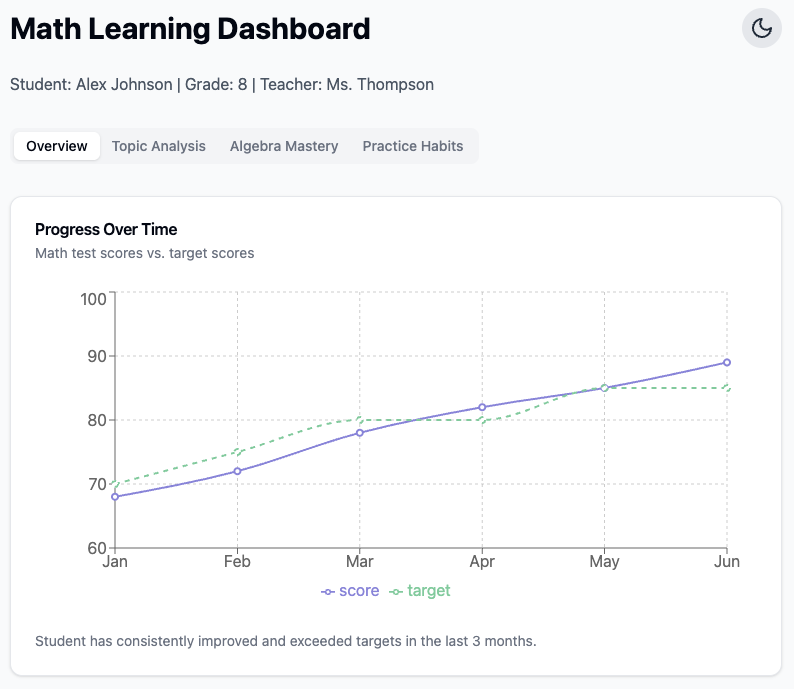 Math Learning Dashboard
Student: Alex Johnson | Grade: 8 | Teacher: Ms. Thompson
Overview Topic Analysis Algebra Mastery Practice Habits
Progress Over Time
Math test scores vs. target scores
100
90
80
70
60
Jan Feb Mar Apr May Jun
score target
Student has consistently improved and exceeded targets in the last 3 months.